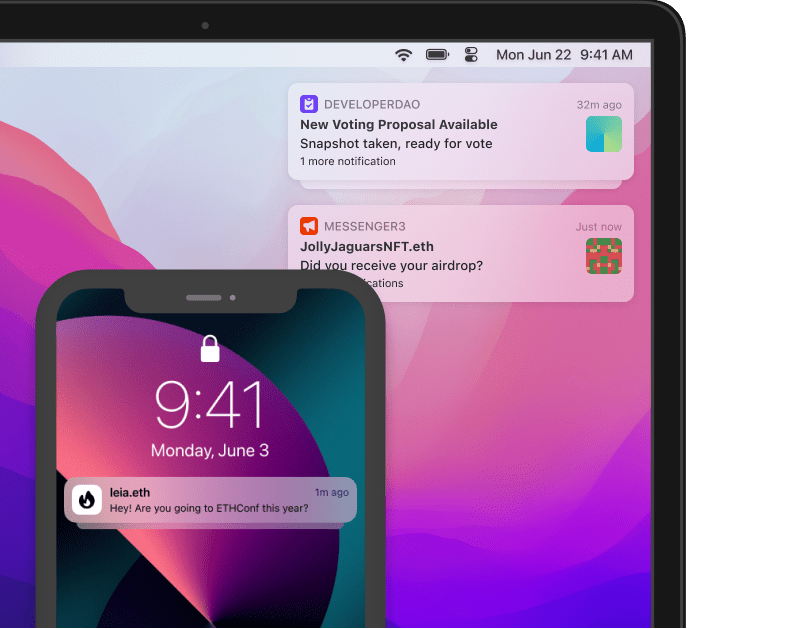 Mon Jun 22 9:41 AM
DEVELOPERDAO 32m ago
New Voting Proposal Available
Snapshot taken, ready for vote
1 more notification
MESSENGER3 Just now
JollyJaguarsNFT.eth
Did you receive your airdrop?
9:41
Monday, June 3
leia.eth 1m ago
Hey! Are you going to ETHConf this year?